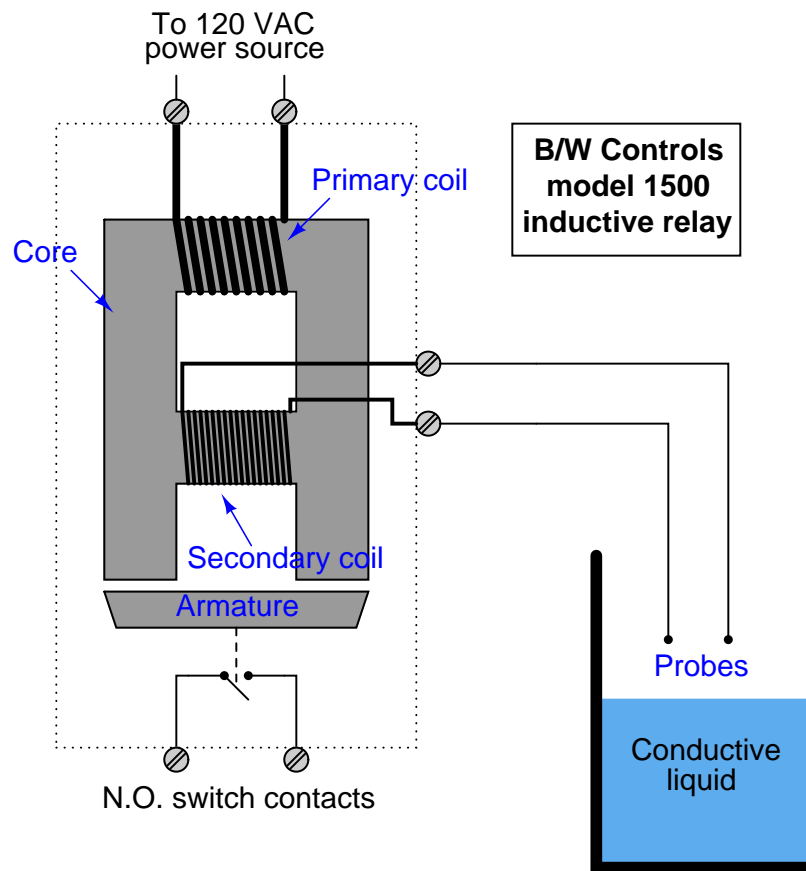 To 120 VAC
power source
B/W Controls
model 1500
inductive relay
Primary coil
Core
Secondary coil
Armature
Probes
Conductive
liquid
N.O. switch contacts